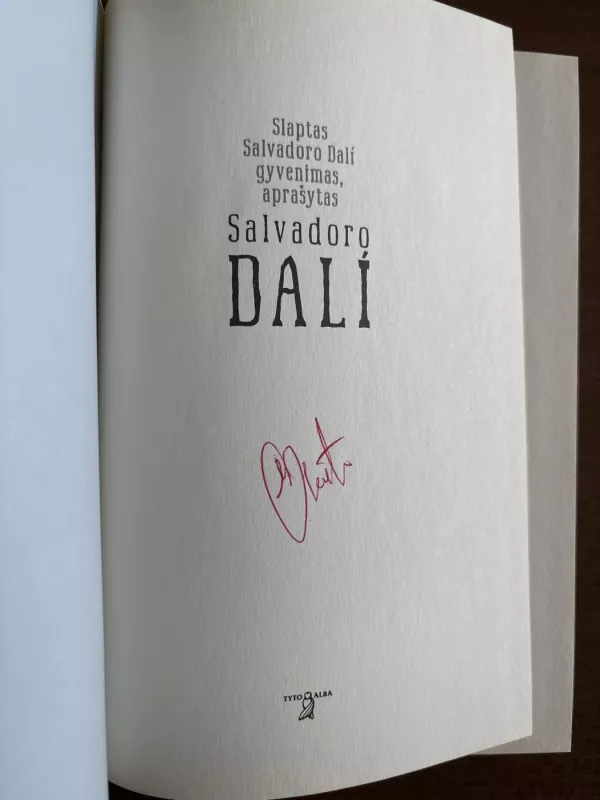 Slaptas
Salvadoro Dalí
gyvenimas,
aprašytas
Salvadoro
DALÍ
TYTO ALBA